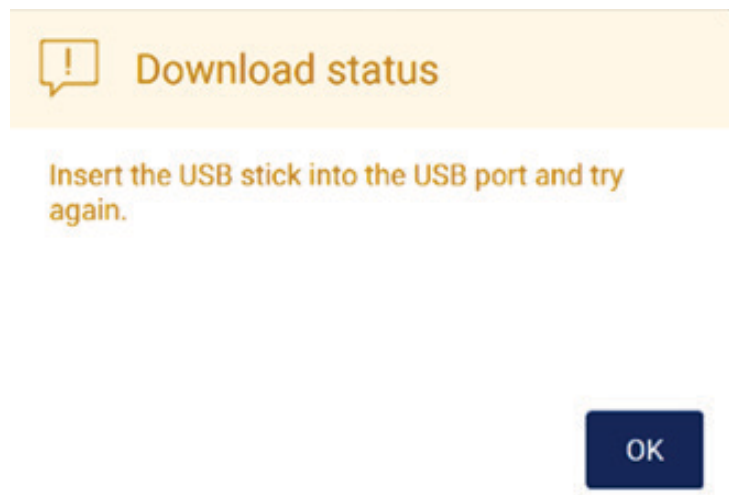 Download status
Insert the USB stick into the USB port and try
again.
OK